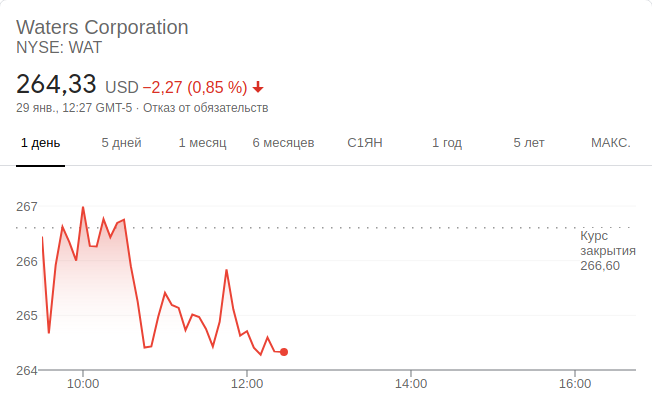 Waters Corporation
NYSE: WAT
264,33 USD −2,27 (0,85 %)
29 янв., 12:27 GMT-5 · Отказ от обязательств
1 день 5 дней 1 месяц 6 месяцев С1ЯН 1 год 5 лет МАКС.
267
Курс
закрытия
266,60
266
265
264
10:00 12:00 14:00 16:00